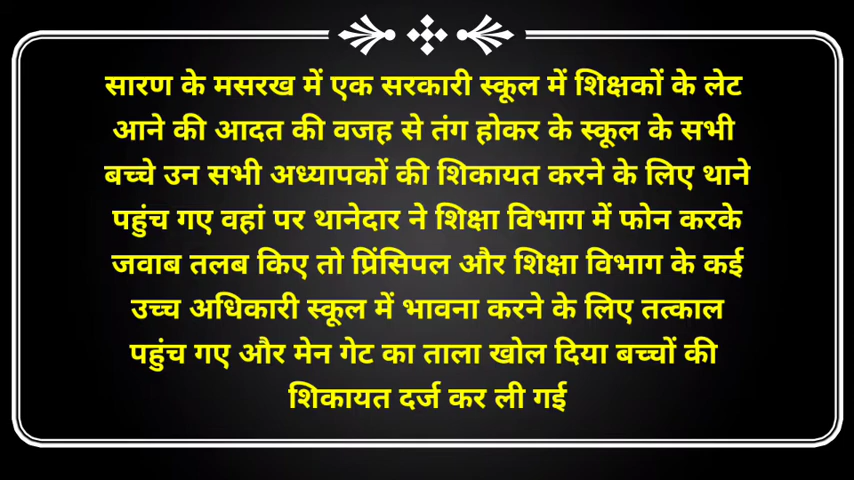 सारण के मसरख में एक सरकारी स्कूल में शिक्षकों के लेट
आने की आदत की वजह से तंग होकर के स्कूल के सभी
बच्चे उन सभी अध्यापकों की शिकायत करने के लिए थाने
पहुंच गए वहां पर थानेदार ने शिक्षा विभाग में फोन करके
जवाब तलब किए तो प्रिंसिपल और शिक्षा विभाग के कई
उच्च अधिकारी स्कूल में भावना करने के लिए तत्काल
पहुंच गए और मेन गेट का ताला खोल दिया बच्चों की
शिकायत दर्ज कर ली गई